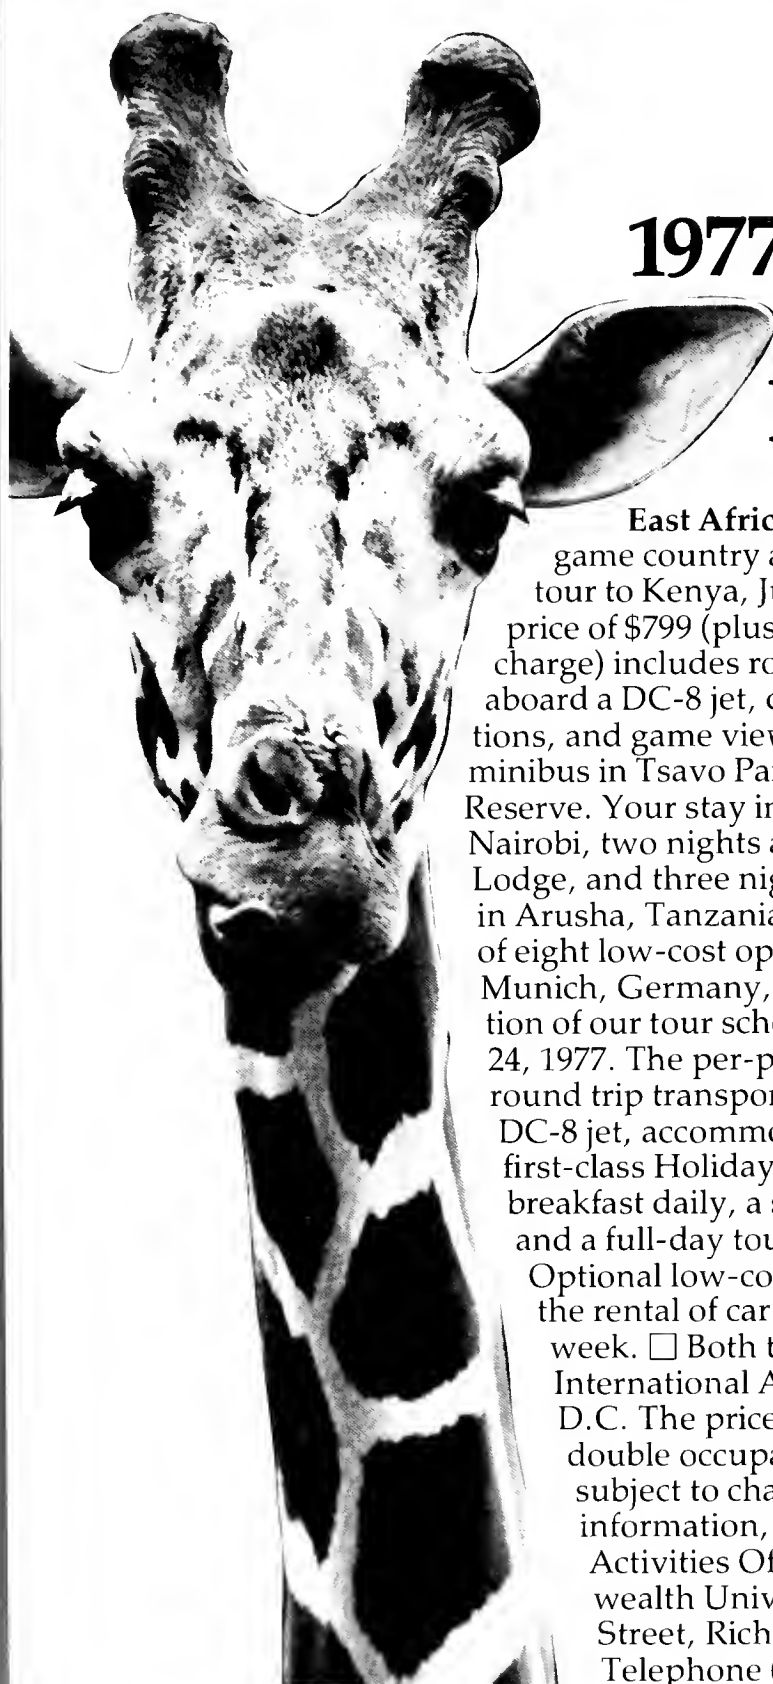 1977
East Afric
game country a
tour to Kenya, Ju
price of $799 (plus
charge) includes ro
aboard a DC-8 jet, c
tions, and game view
minibus in Tsavo Par
Reserve. Your stay in
Nairobi, two nights a
Lodge, and three nig
in Arusha, Tanzania
of eight low-cost op
Munich, Germany,
tion of our tour sche
24, 1977. The per-p
round trip transpor
DC-8 jet, accommo
first-class Holiday
breakfast daily, a s
and a full-day tou
Optional low-co
the rental of car
week. □ Both t
International A
D.C. The price
double occupa
subject to cha
information,
Activities Of
wealth Univ
Street, Rich
Telephone (